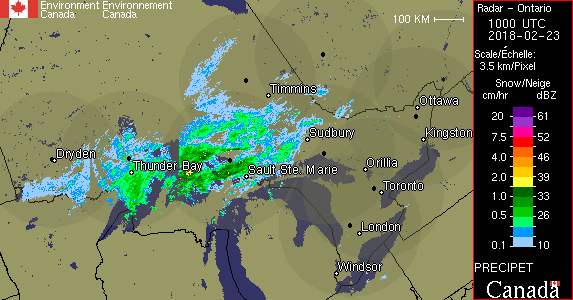 Environment Environnement
Canada Canada
Radar - Ontario
1000 UTC
2018-02-23
100 KM
Scale/Échelle:
3.5 km/Pixel
Snow/Neige
cm/hr dBZ
20 61
7.5 52
4.0 46
2.0 39
1.0 33
0.5 26
0.1 10
Timmins
Ottawa
Sudbury
Kingston
Dryden
Thunder Bay
Sault Ste. Marie
Orillia
Toronto
London
Windsor
PRECIPET
Canada